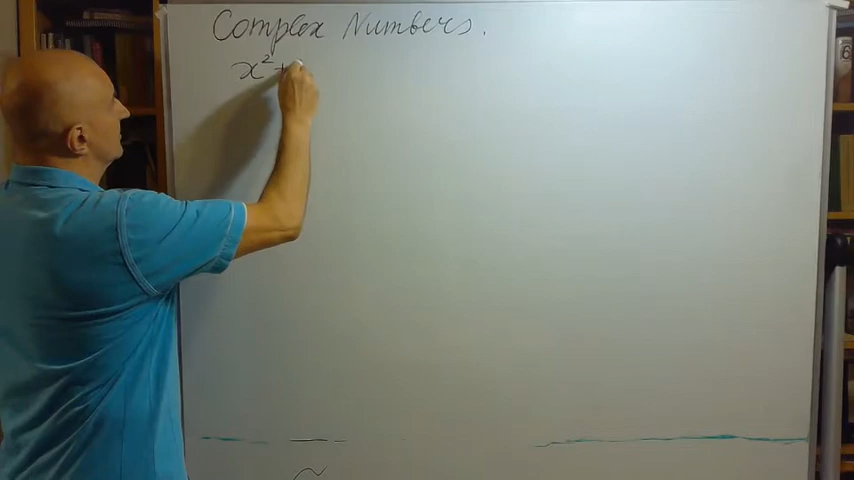 Complex Numbers.
x² +
~